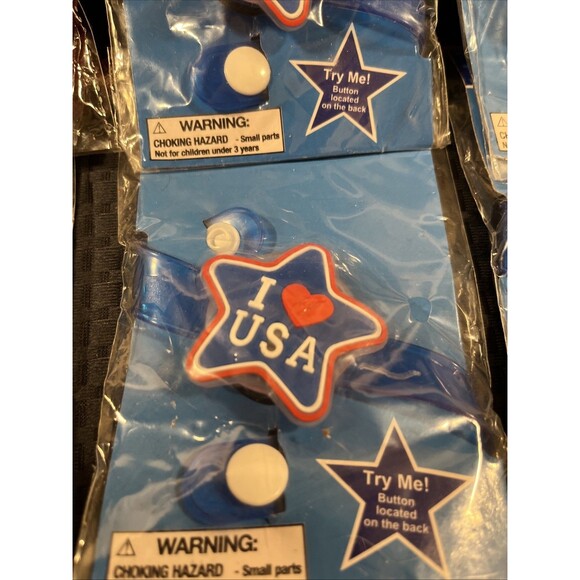 Try Me!
Button
located
on the back
⚠ WARNING:
CHOKING HAZARD - Small parts
Not for children under 3 years
I ❤
USA
Try Me!
Button
located
on the back
⚠ WARNING:
CHOKING HAZARD - Small parts